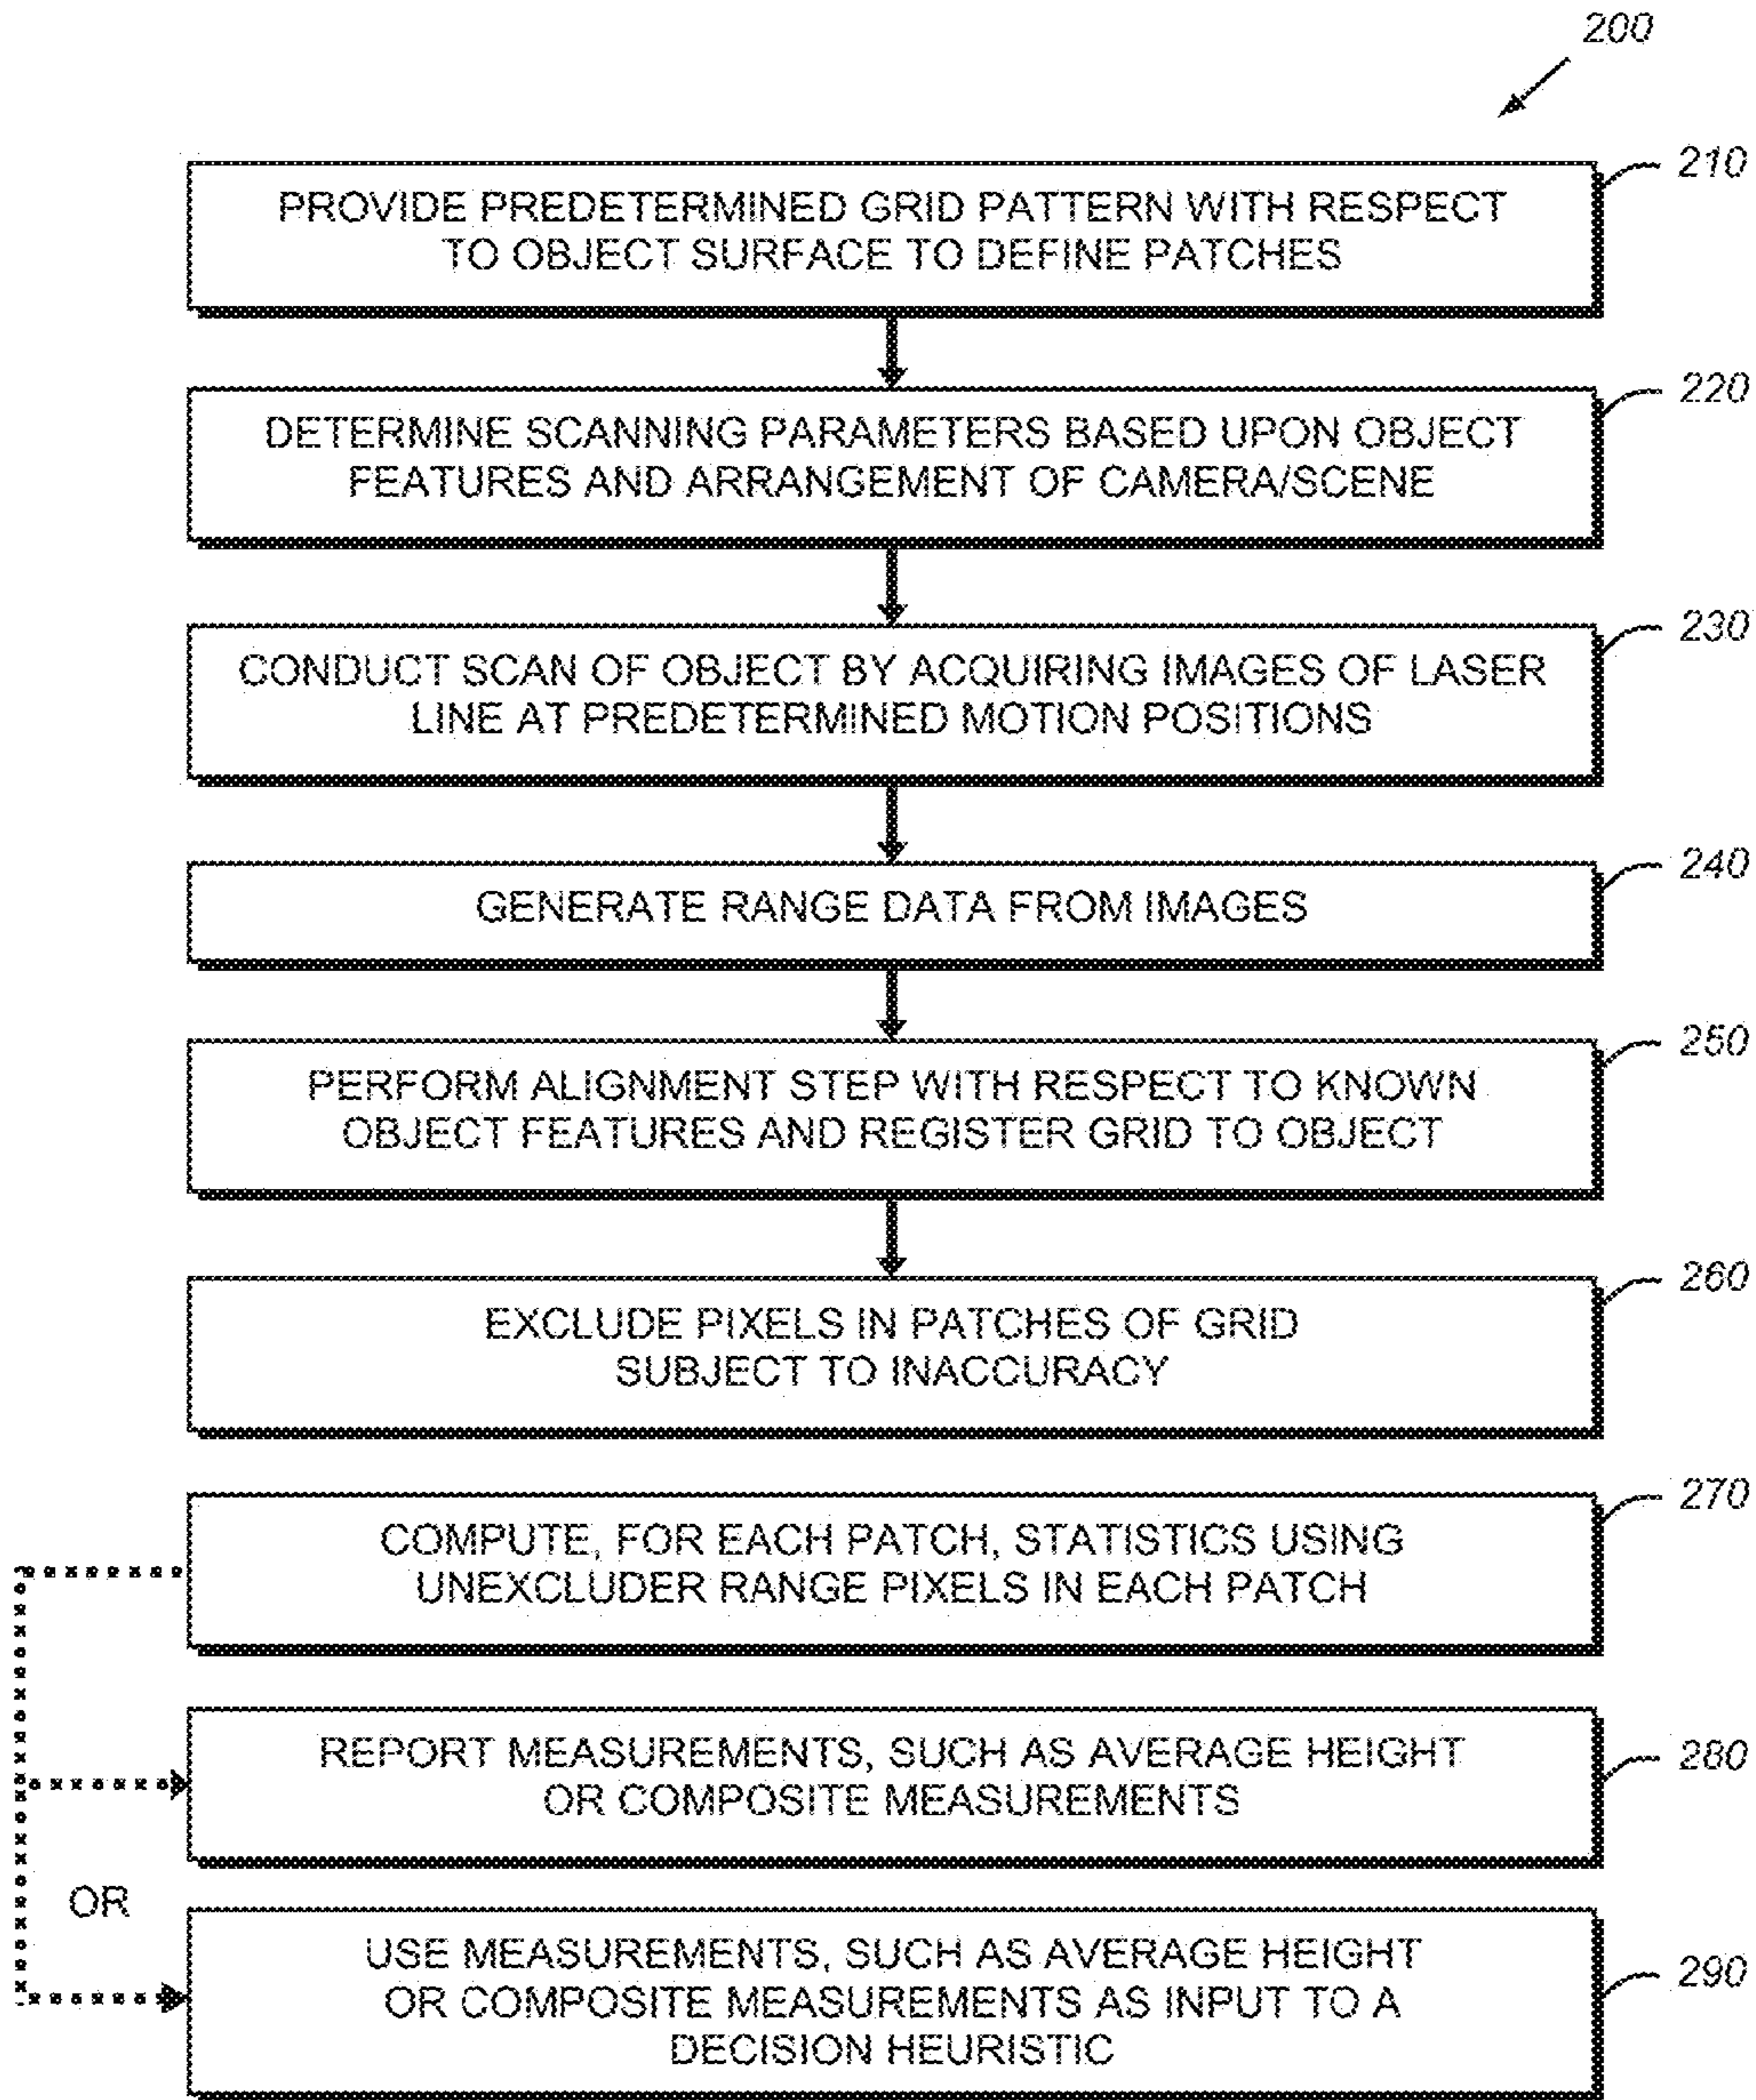 200
210
PROVIDE PREDETERMINED GRID PATTERN WITH RESPECT
TO OBJECT SURFACE TO DEFINE PATCHES
220
DETERMINE SCANNING PARAMETERS BASED UPON OBJECT
FEATURES AND ARRANGEMENT OF CAMERA/SCENE
230
CONDUCT SCAN OF OBJECT BY ACQUIRING IMAGES OF LASER
LINE AT PREDETERMINED MOTION POSITIONS
240
GENERATE RANGE DATA FROM IMAGES
250
PERFORM ALIGNMENT STEP WITH RESPECT TO KNOWN
OBJECT FEATURES AND REGISTER GRID TO OBJECT
260
EXCLUDE PIXELS IN PATCHES OF GRID
SUBJECT TO INACCURACY
270
COMPUTE, FOR EACH PATCH, STATISTICS USING
UNEXCLUDER RANGE PIXELS IN EACH PATCH
280
REPORT MEASUREMENTS, SUCH AS AVERAGE HEIGHT
OR COMPOSITE MEASUREMENTS
OR
290
USE MEASUREMENTS, SUCH AS AVERAGE HEIGHT
OR COMPOSITE MEASUREMENTS AS INPUT TO A
DECISION HEURISTIC